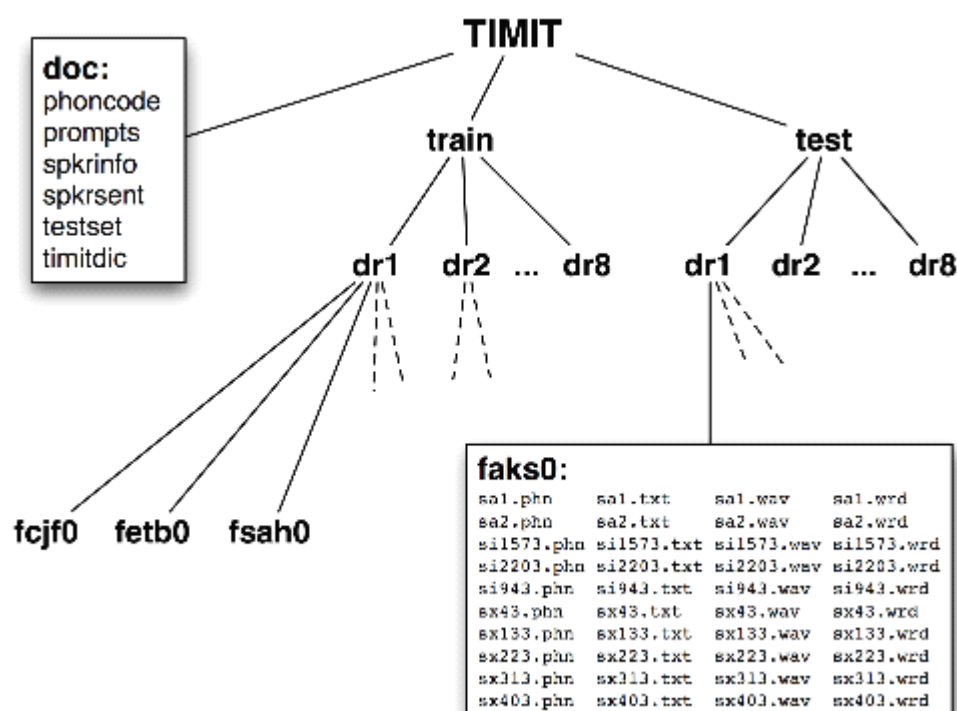 TIMIT
doc:
phoncode
prompts
spkrinfo
spkrsent
testset
timitdic
train test
dr1 dr2 ... dr8 dr1 dr2 ... dr8
fcjf0 fetb0 fsah0
faks0:
sa1.phn sa1.txt sa1.wav sa1.wrd
sa2.phn sa2.txt sa2.wav sa2.wrd
si1573.phn si1573.txt si1573.wav si1573.wrd
si2203.phn si2203.txt si2203.wav si2203.wrd
si943.phn si943.txt si943.wav si943.wrd
sx43.phn sx43.txt sx43.wav sx43.wrd
sx133.phn sx133.txt sx133.wav sx133.wrd
sx223.phn sx223.txt sx223.wav sx223.wrd
sx313.phn sx313.txt sx313.wav sx313.wrd
sx403.phn sx403.txt sx403.wav sx403.wrd